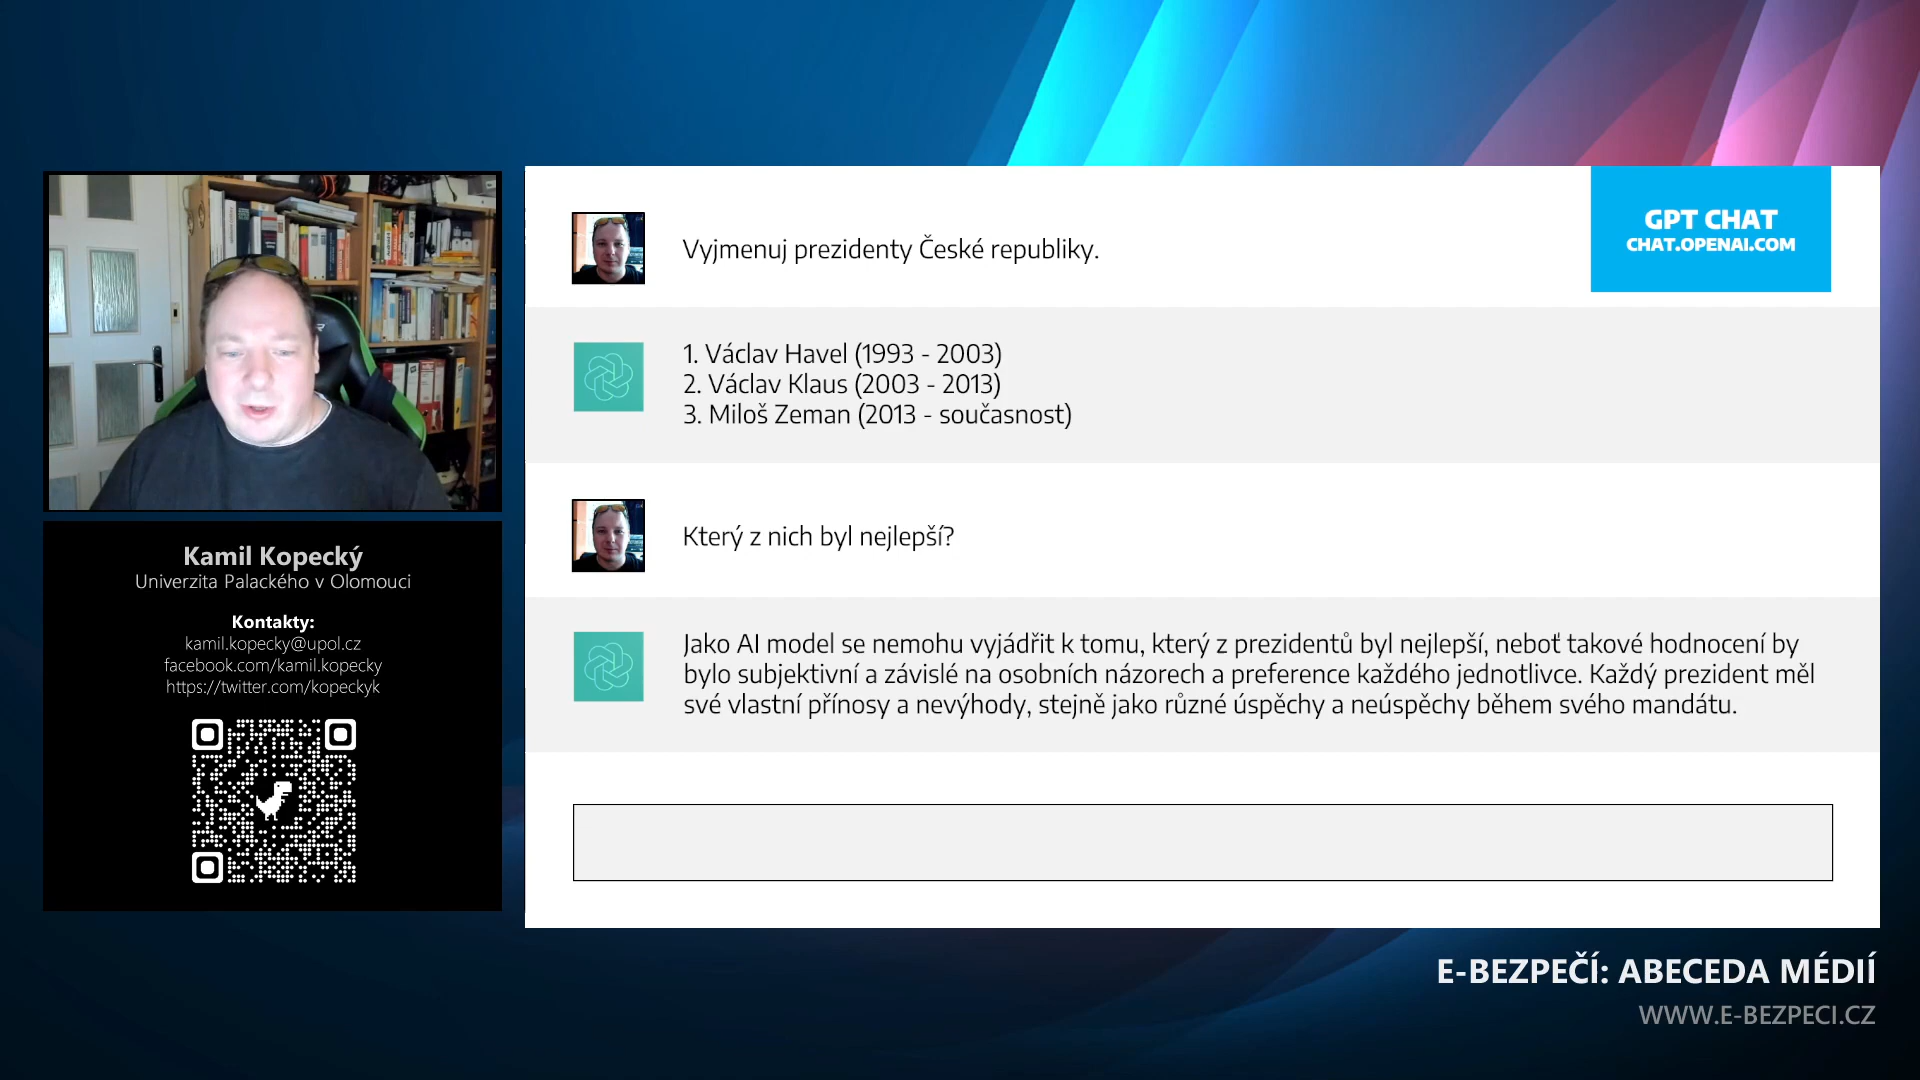 Kamil Kopecký
Univerzita Palackého v Olomouci
Kontakty:
kamil.kopecky@upol.cz
facebook.com/kamil.kopecky
https://twitter.com/kopeckyk
GPT CHAT
CHAT.OPENAI.COM
Vyjmenuj prezidenty České republiky.
1. Václav Havel (1993 - 2003)
2. Václav Klaus (2003 - 2013)
3. Miloš Zeman (2013 - současnost)
Který z nich byl nejlepší?
Jako AI model se nemohu vyjádřit k tomu, který z prezidentů byl nejlepší, neboť takové hodnocení by
bylo subjektivní a závislé na osobních názorech a preference každého jednotlivce. Každý prezident měl
své vlastní přínosy a nevýhody, stejně jako různé úspěchy a neúspěchy během svého mandátu.
E-BEZPEČÍ: ABECEDA MÉDIÍ
WWW.E-BEZPECI.CZ